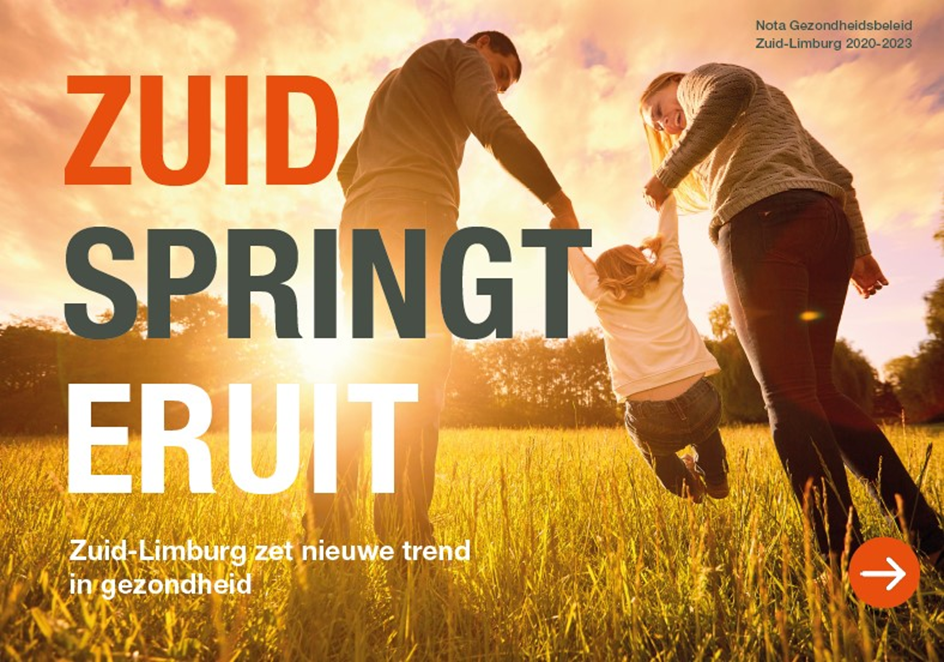 Nota Gezondheidsbeleid
Zuid-Limburg 2020-2023
ZUID
SPRINGT
ERUIT
Zuid-Limburg zet nieuwe trend
in gezondheid